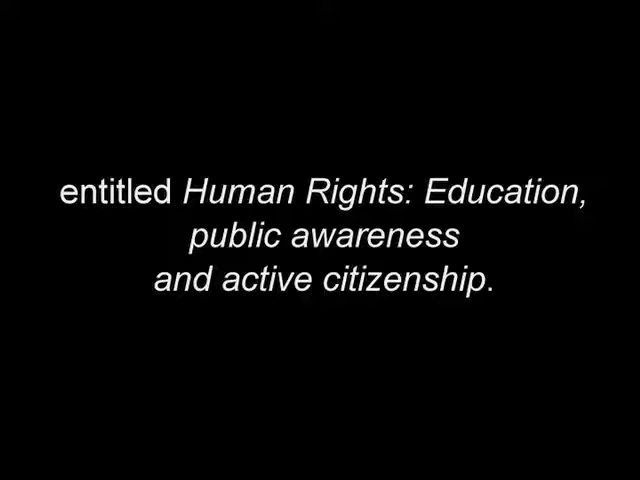 entitled Human Rights: Education,
public awareness
and active citizenship.